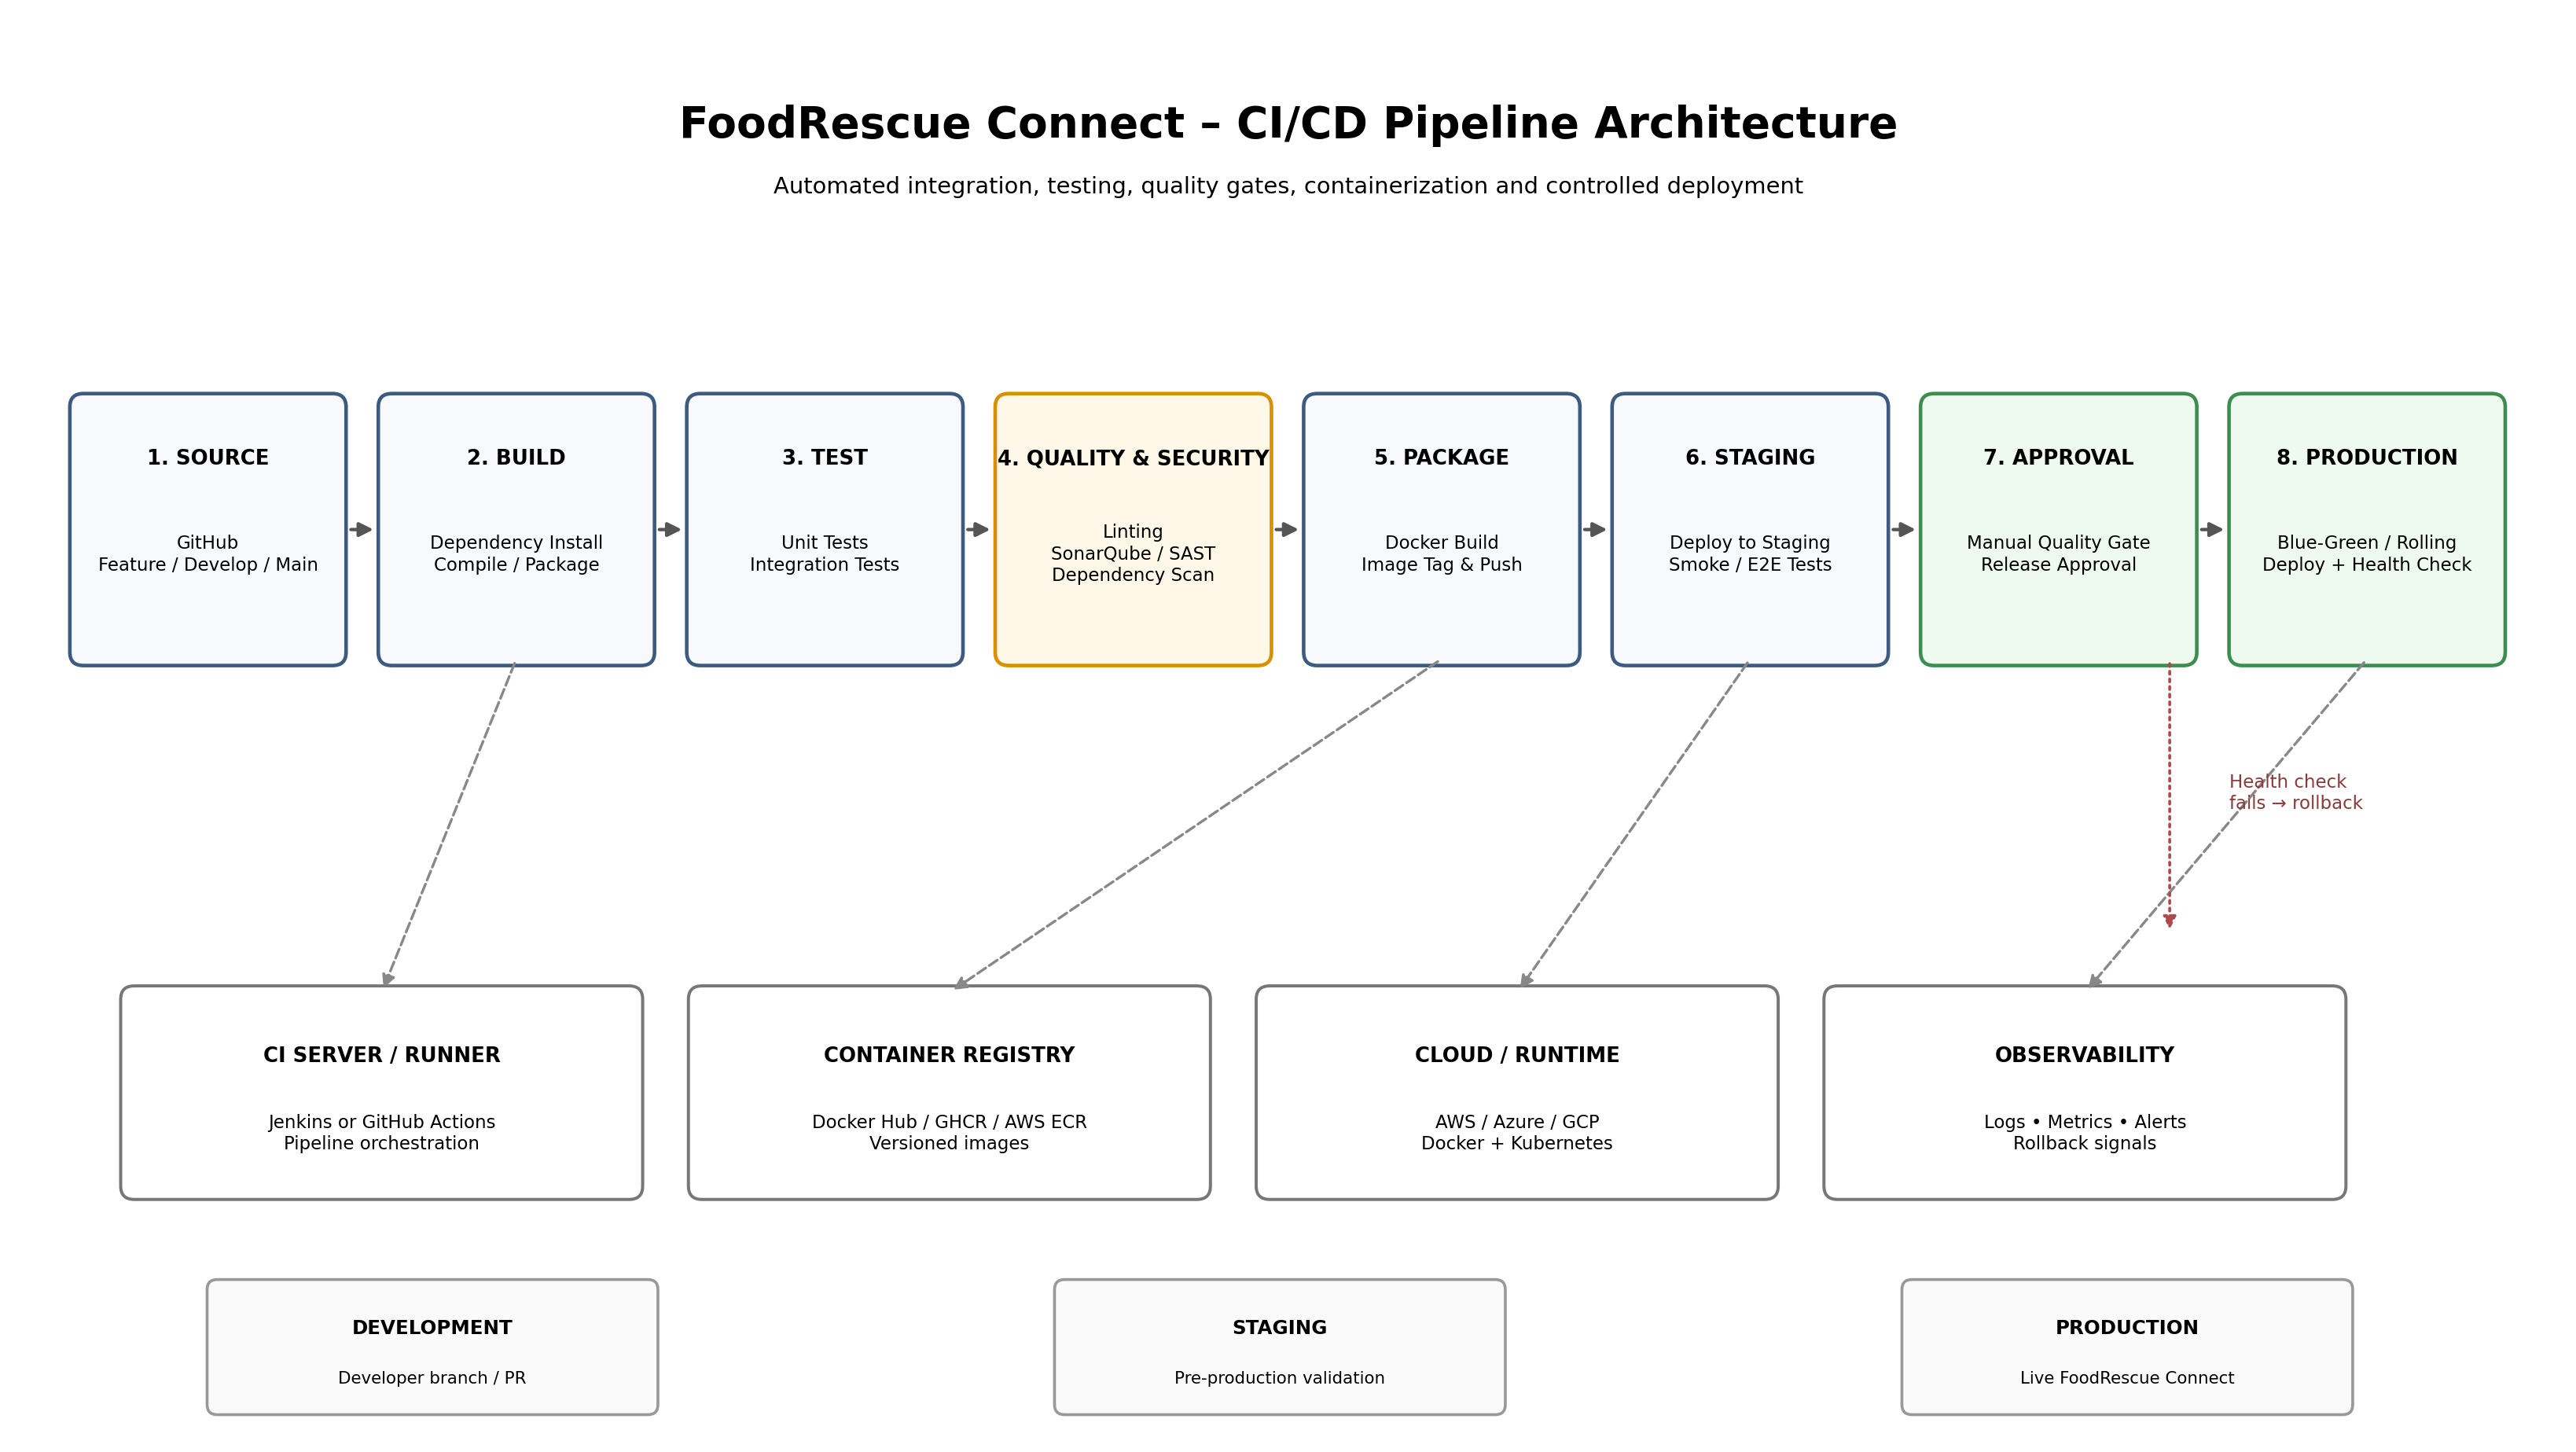 FoodRescue Connect – CI/CD Pipeline Architecture
Automated integration, testing, quality gates, containerization and controlled deployment
1. SOURCE
GitHub
Feature / Develop / Main
2. BUILD
Dependency Install
Compile / Package
3. TEST
Unit Tests
Integration Tests
4. QUALITY & SECURITY
Linting
SonarQube / SAST
Dependency Scan
5. PACKAGE
Docker Build
Image Tag & Push
6. STAGING
Deploy to Staging
Smoke / E2E Tests
7. APPROVAL
Manual Quality Gate
Release Approval
8. PRODUCTION
Blue-Green / Rolling
Deploy + Health Check
Health check
fails → rollback
CI SERVER / RUNNER
Jenkins or GitHub Actions
Pipeline orchestration
CONTAINER REGISTRY
Docker Hub / GHCR / AWS ECR
Versioned images
CLOUD / RUNTIME
AWS / Azure / GCP
Docker + Kubernetes
OBSERVABILITY
Logs • Metrics • Alerts
Rollback signals
DEVELOPMENT
Developer branch / PR
STAGING
Pre-production validation
PRODUCTION
Live FoodRescue Connect